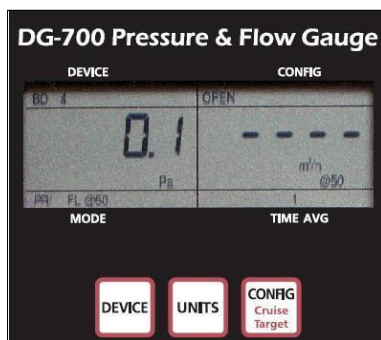 DG-700 Pressure & Flow Gauge
DEVICE CONFIG
BD 4 OPEN
0.1 - - - -
Pa m³/h
@50
PR/ FL @50 1
MODE TIME AVG
DEVICE UNITS CONFIG
Cruise
Target